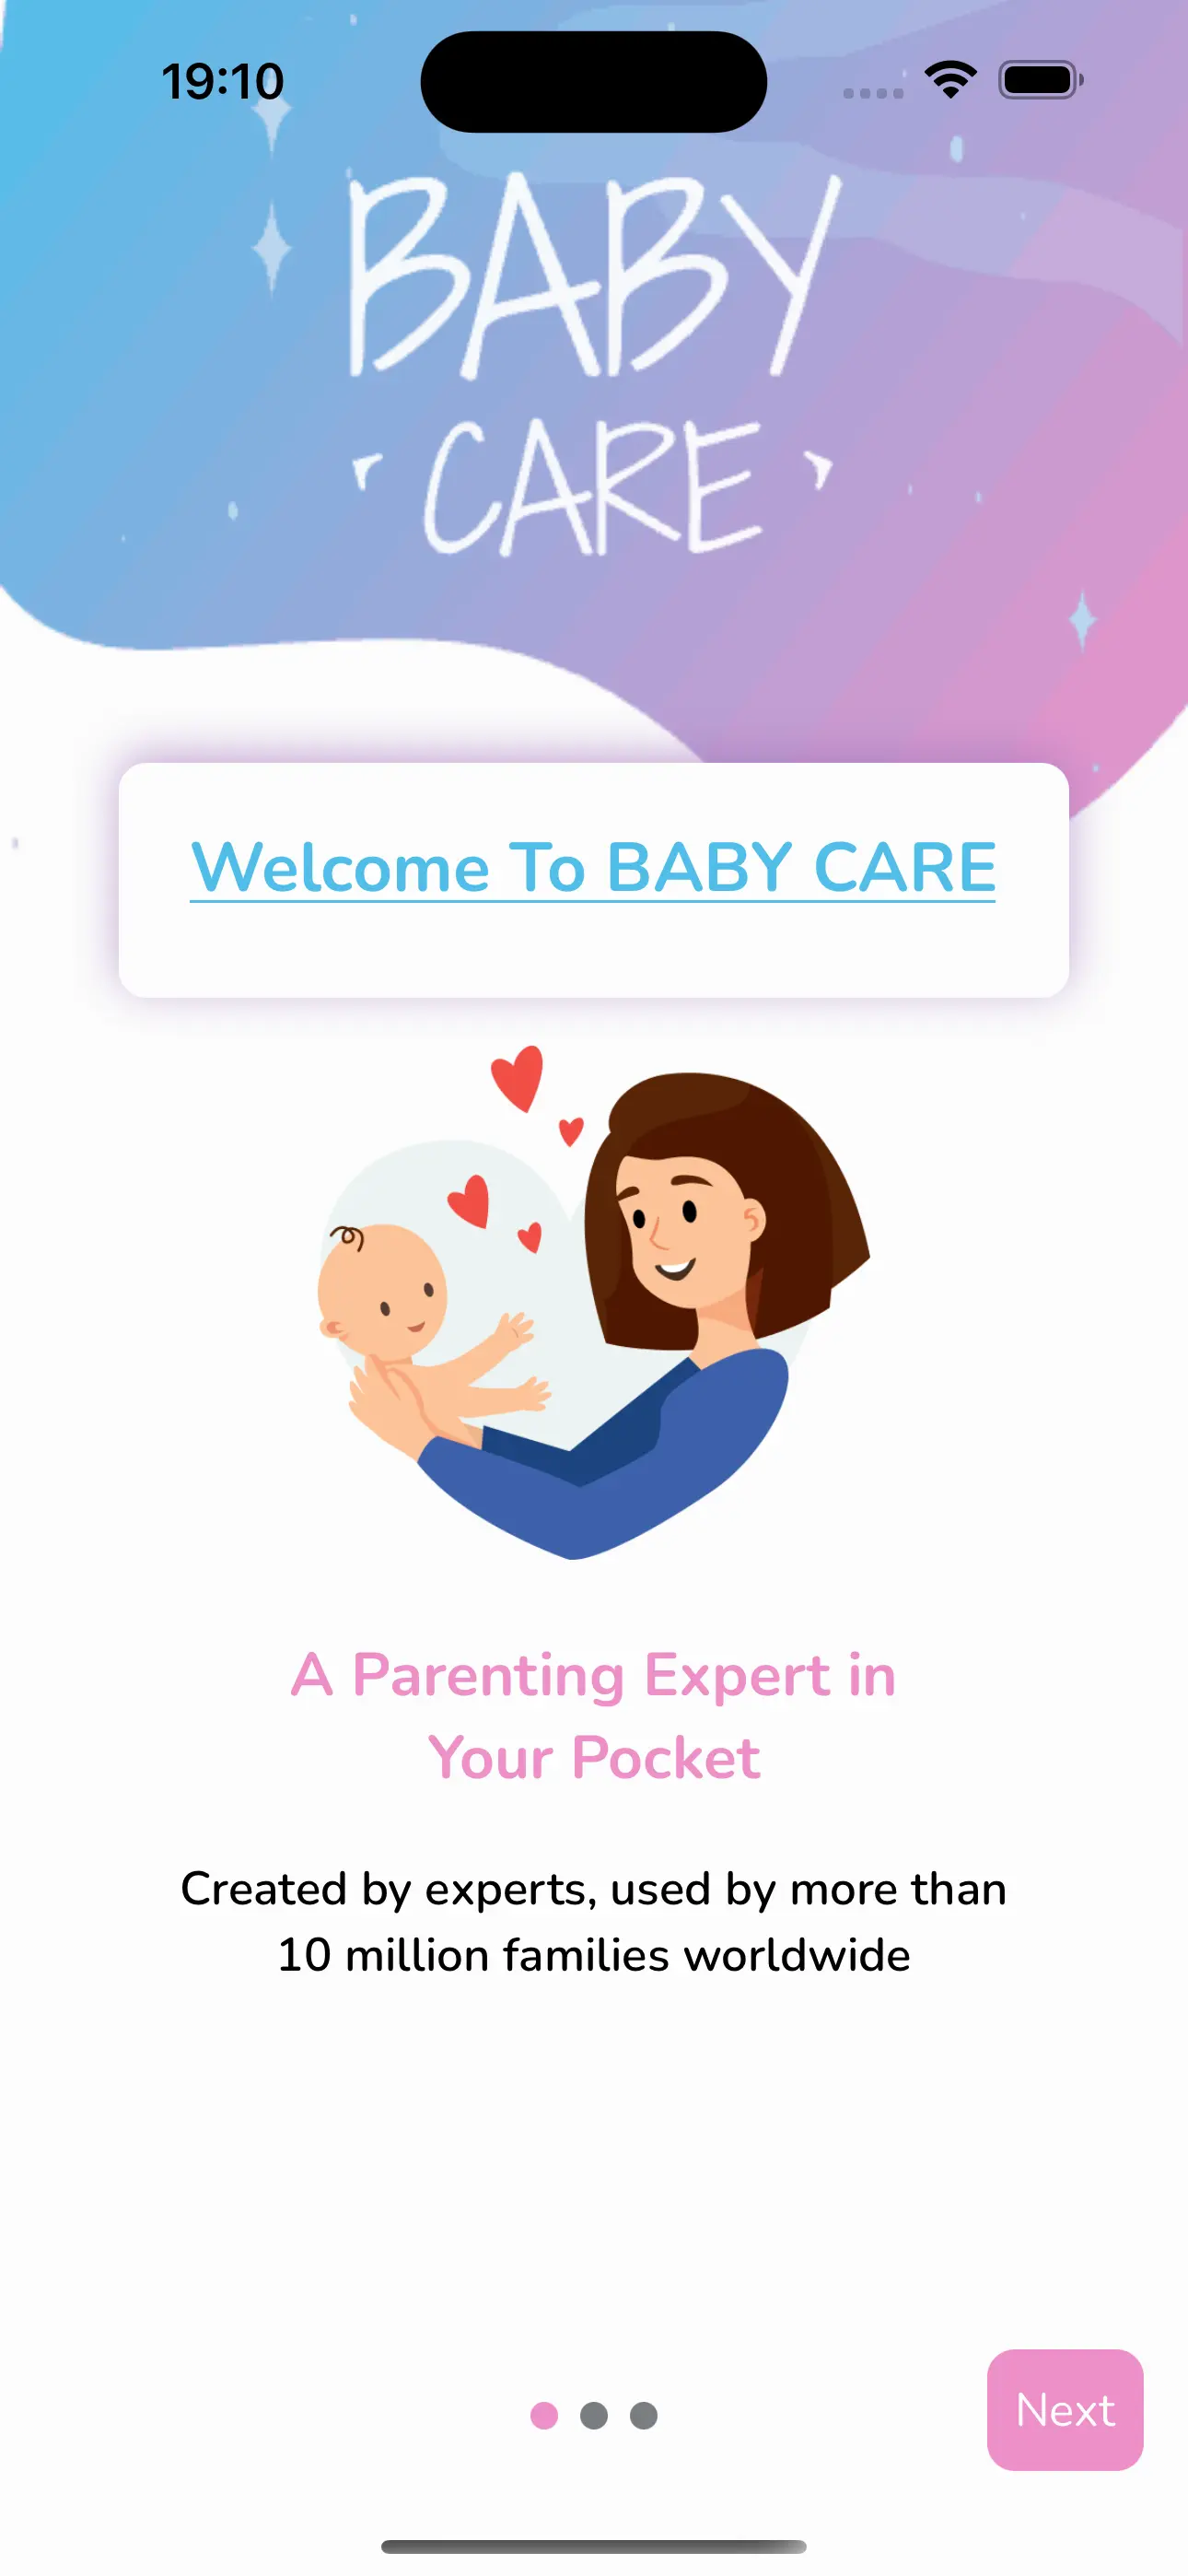 19:10
BABY
CARE
Welcome To BABY CARE
A Parenting Expert in
Your Pocket
Created by experts, used by more than
10 million families worldwide
Next